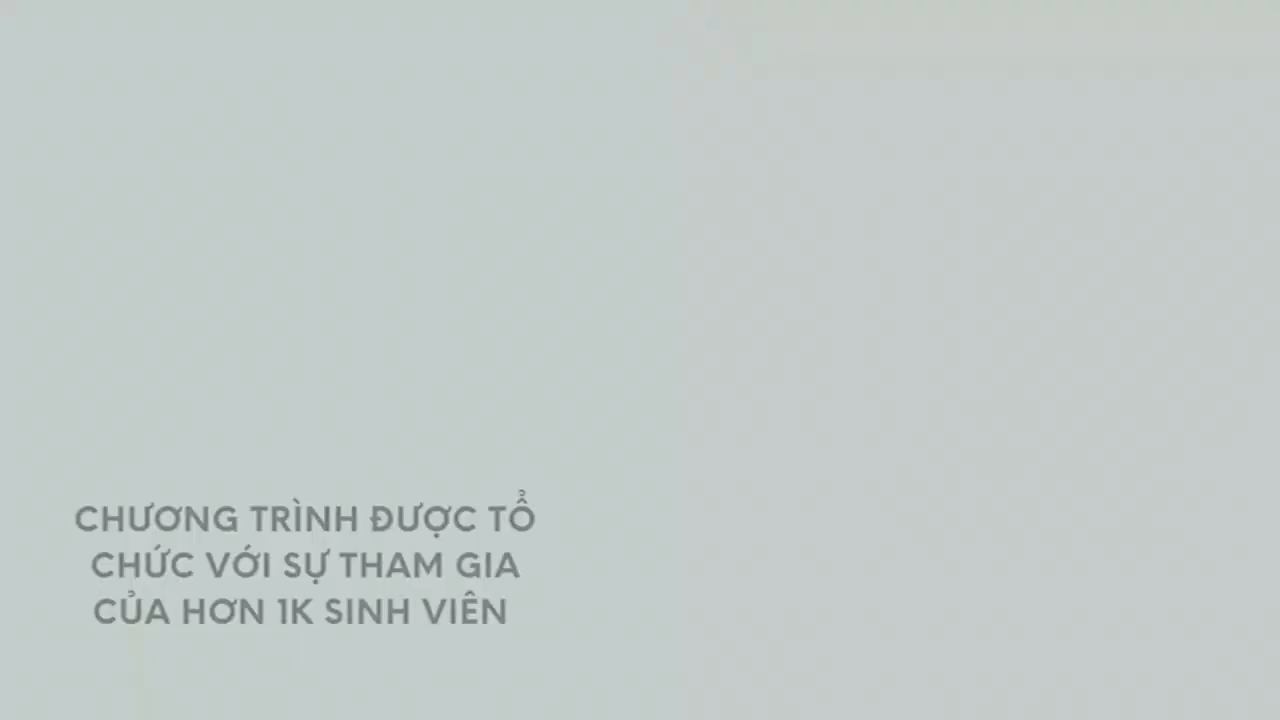 CHƯƠNG TRÌNH ĐƯỢC TỔ
CHỨC VỚI SỰ THAM GIA
CỦA HƠN 1K SINH VIÊN